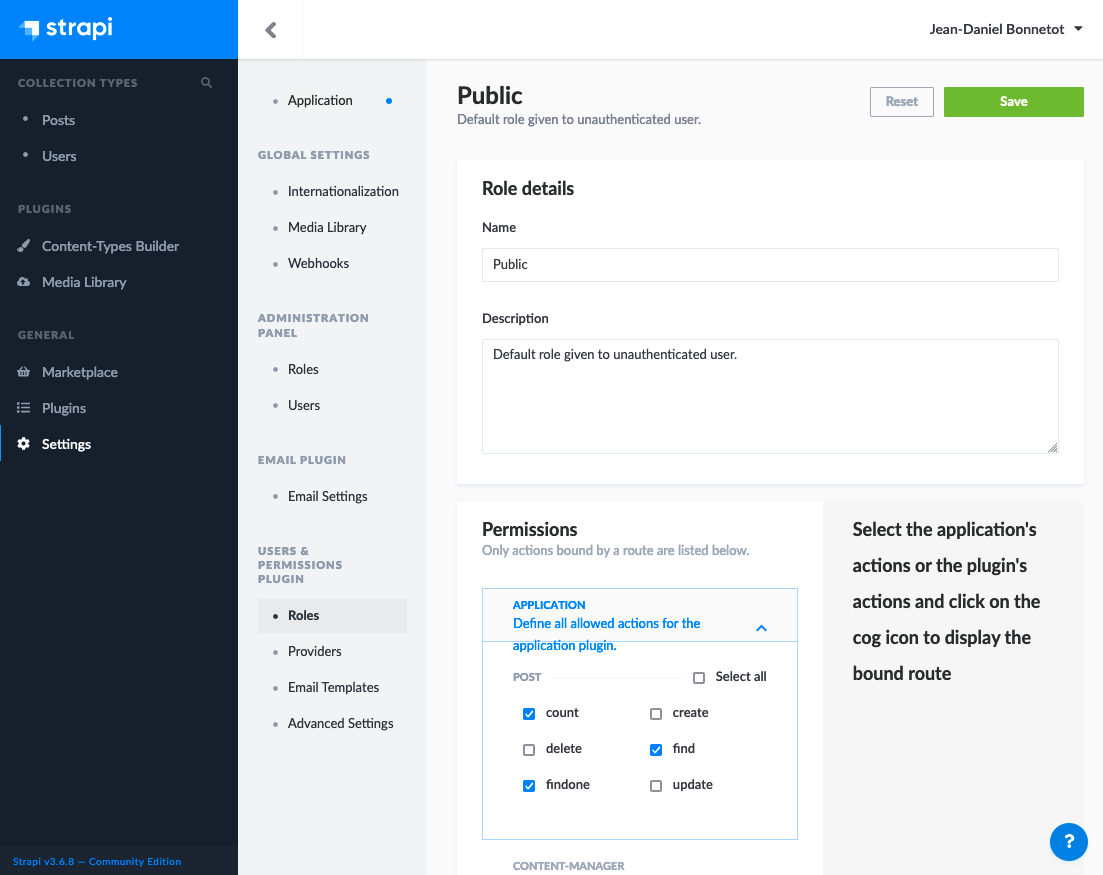 strapi
Jean-Daniel Bonnetot
COLLECTION TYPES
Posts
Users
PLUGINS
Content-Types Builder
Media Library
GENERAL
Marketplace
Plugins
Settings
Strapi v3.6.8 — Community Edition
Application
GLOBAL SETTINGS
Internationalization
Media Library
Webhooks
ADMINISTRATION
PANEL
Roles
Users
EMAIL PLUGIN
Email Settings
USERS &
PERMISSIONS
PLUGIN
Roles
Providers
Email Templates
Advanced Settings
Public
Default role given to unauthenticated user.
Reset
Save
Role details
Name
Public
Description
Default role given to unauthenticated user.
Permissions
Only actions bound by a route are listed below.
APPLICATION
Define all allowed actions for the
application plugin.
POST
Select all
count
create
delete
find
findone
update
CONTENT-MANAGER
Select the application's
actions or the plugin's
actions and click on the
cog icon to display the
bound route
?